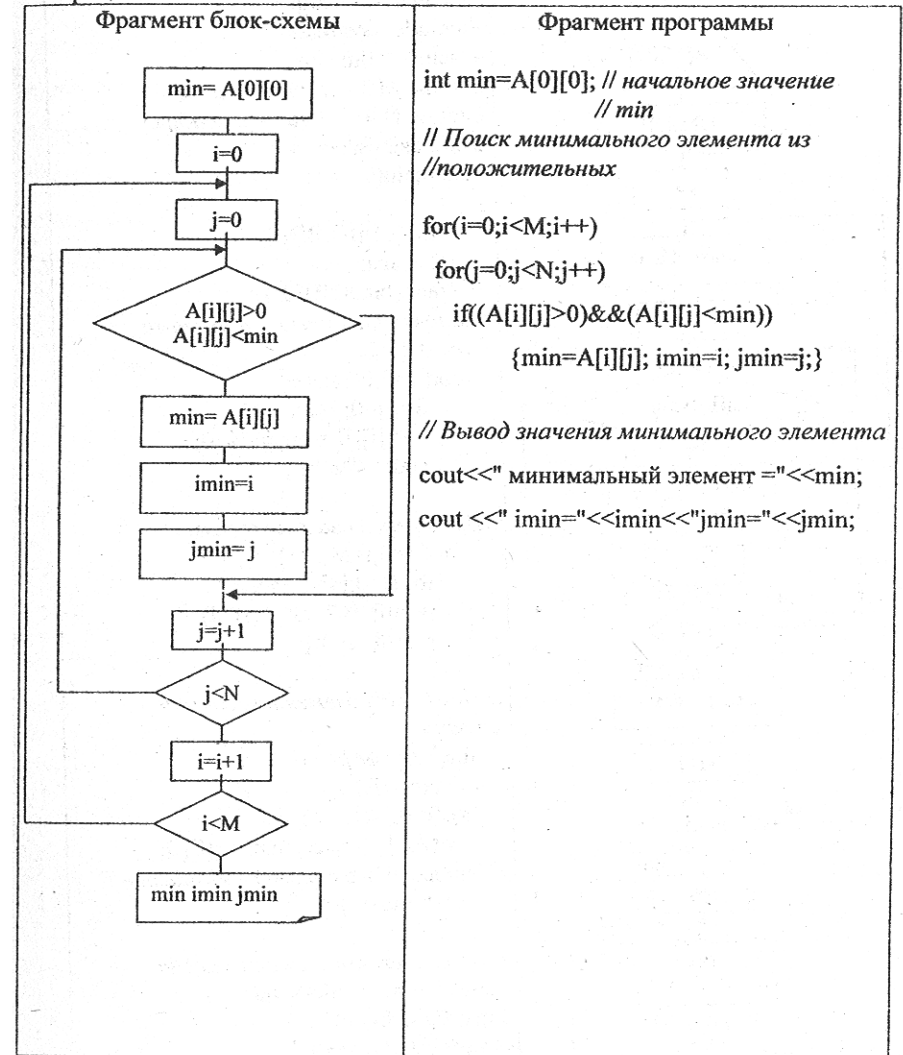 Фрагмент блок-схемы
min= A[0][0]
i=0
j=0
A[i][j]>0
A[i][j]<min
min= A[i][j]
imin=i
jmin= j
j=j+1
j<N
i=i+1
i<M
min imin jmin
Фрагмент программы
int min=A[0][0]; // начальное значение
// min
// Поиск минимального элемента из
//положительных
for(i=0;i<M;i++)
for(j=0;j<N;j++)
if((A[i][j]>0)&&(A[i][j]<min))
{min=A[i][j]; imin=i; jmin=j;}
// Вывод значения минимального элемента
cout<<" минимальный элемент ="<<min;
cout <<" imin="<<imin<<"jmin="<<jmin;